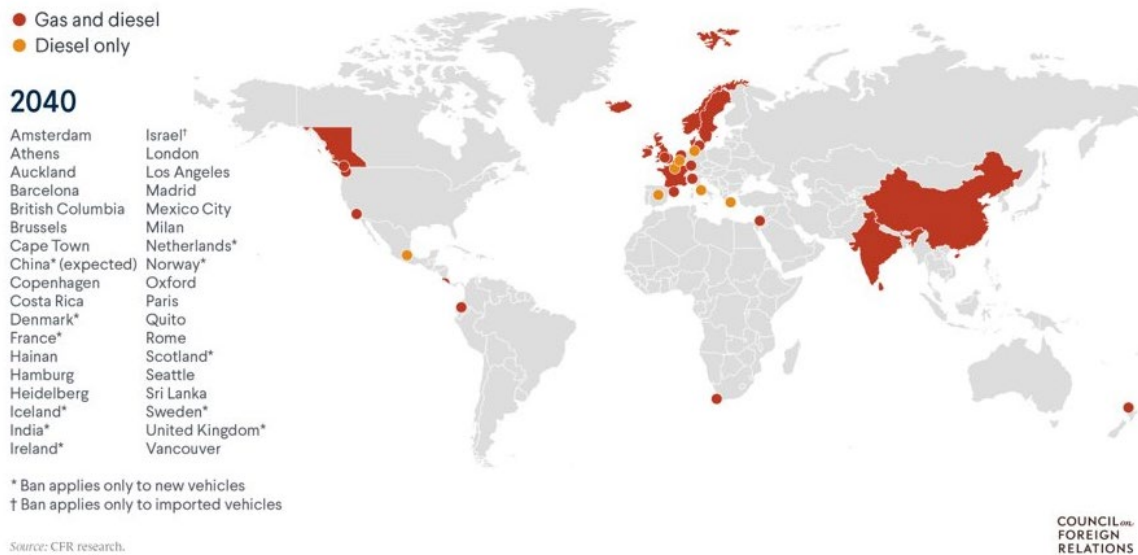 Gas and diesel
Diesel only
2040
Amsterdam
Athens
Auckland
Barcelona
British Columbia
Brussels
Cape Town
China* (expected)
Copenhagen
Costa Rica
Denmark*
France*
Hainan
Hamburg
Heidelberg
Iceland*
India*
Ireland*
Israel†
London
Los Angeles
Madrid
Mexico City
Milan
Netherlands*
Norway*
Oxford
Paris
Quito
Rome
Scotland*
Seattle
Sri Lanka
Sweden*
United Kingdom*
Vancouver
* Ban applies only to new vehicles
† Ban applies only to imported vehicles
Source: CFR research.
COUNCIL on
FOREIGN
RELATIONS